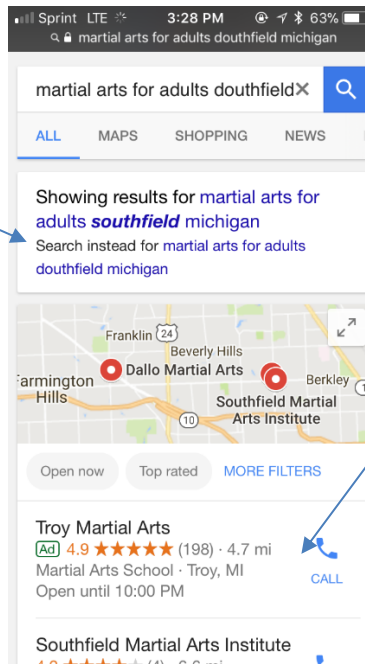 Sprint LTE 3:28 PM 63%
martial arts for adults douthfield michigan
martial arts for adults douthfield
ALL MAPS SHOPPING NEWS
Showing results for martial arts for
adults southfield michigan
Search instead for martial arts for adults
douthfield michigan
Franklin 24
Beverly Hills
Dallo Martial Arts
Farmington
Hills
Berkley 1
Southfield Martial
Arts Institute
10
Open now Top rated MORE FILTERS
Troy Martial Arts
Ad 4.9 (198) · 4.7 mi
Martial Arts School · Troy, MI
CALL
Open until 10:00 PM
Southfield Martial Arts Institute